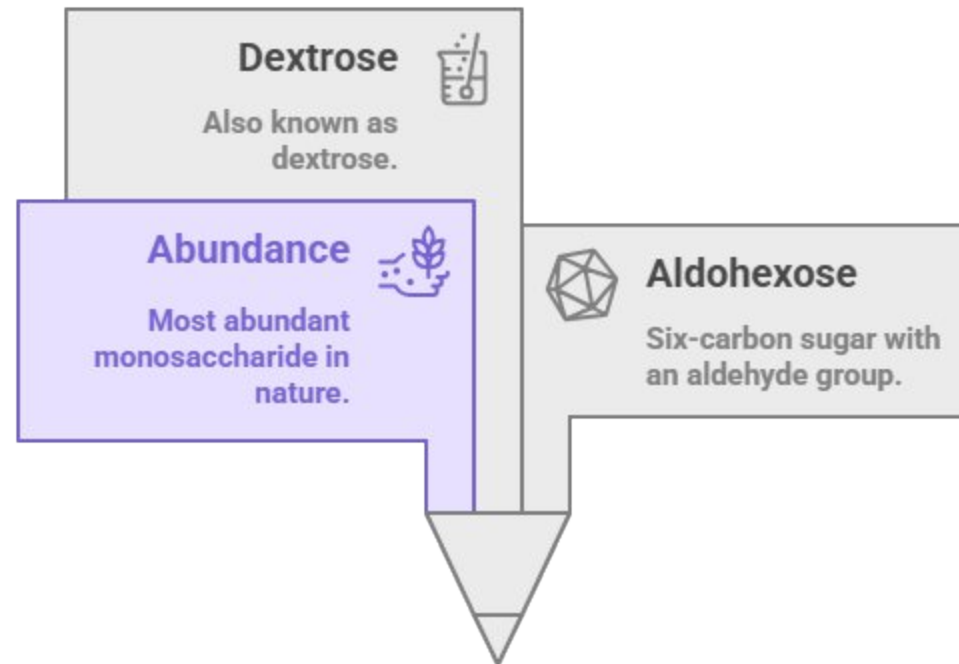 Dextrose
Also known as
dextrose.
Abundance
Most abundant
monosaccharide in
nature.
Aldohexose
Six-carbon sugar with
an aldehyde group.